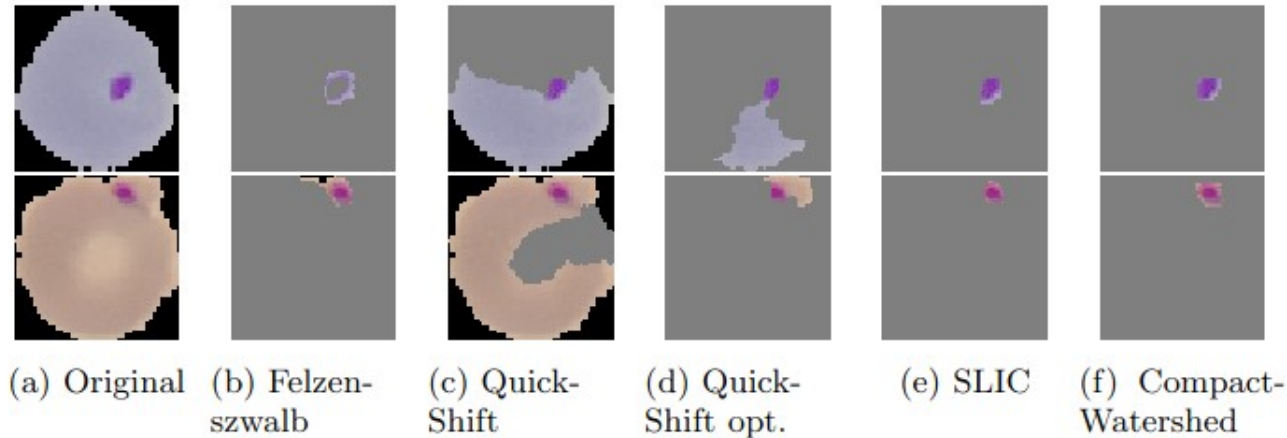 (a) Original (b) Felzen- (c) Quick- (d) Quick- (e) SLIC (f) Compact-
szwalb Shift Shift opt. Watershed